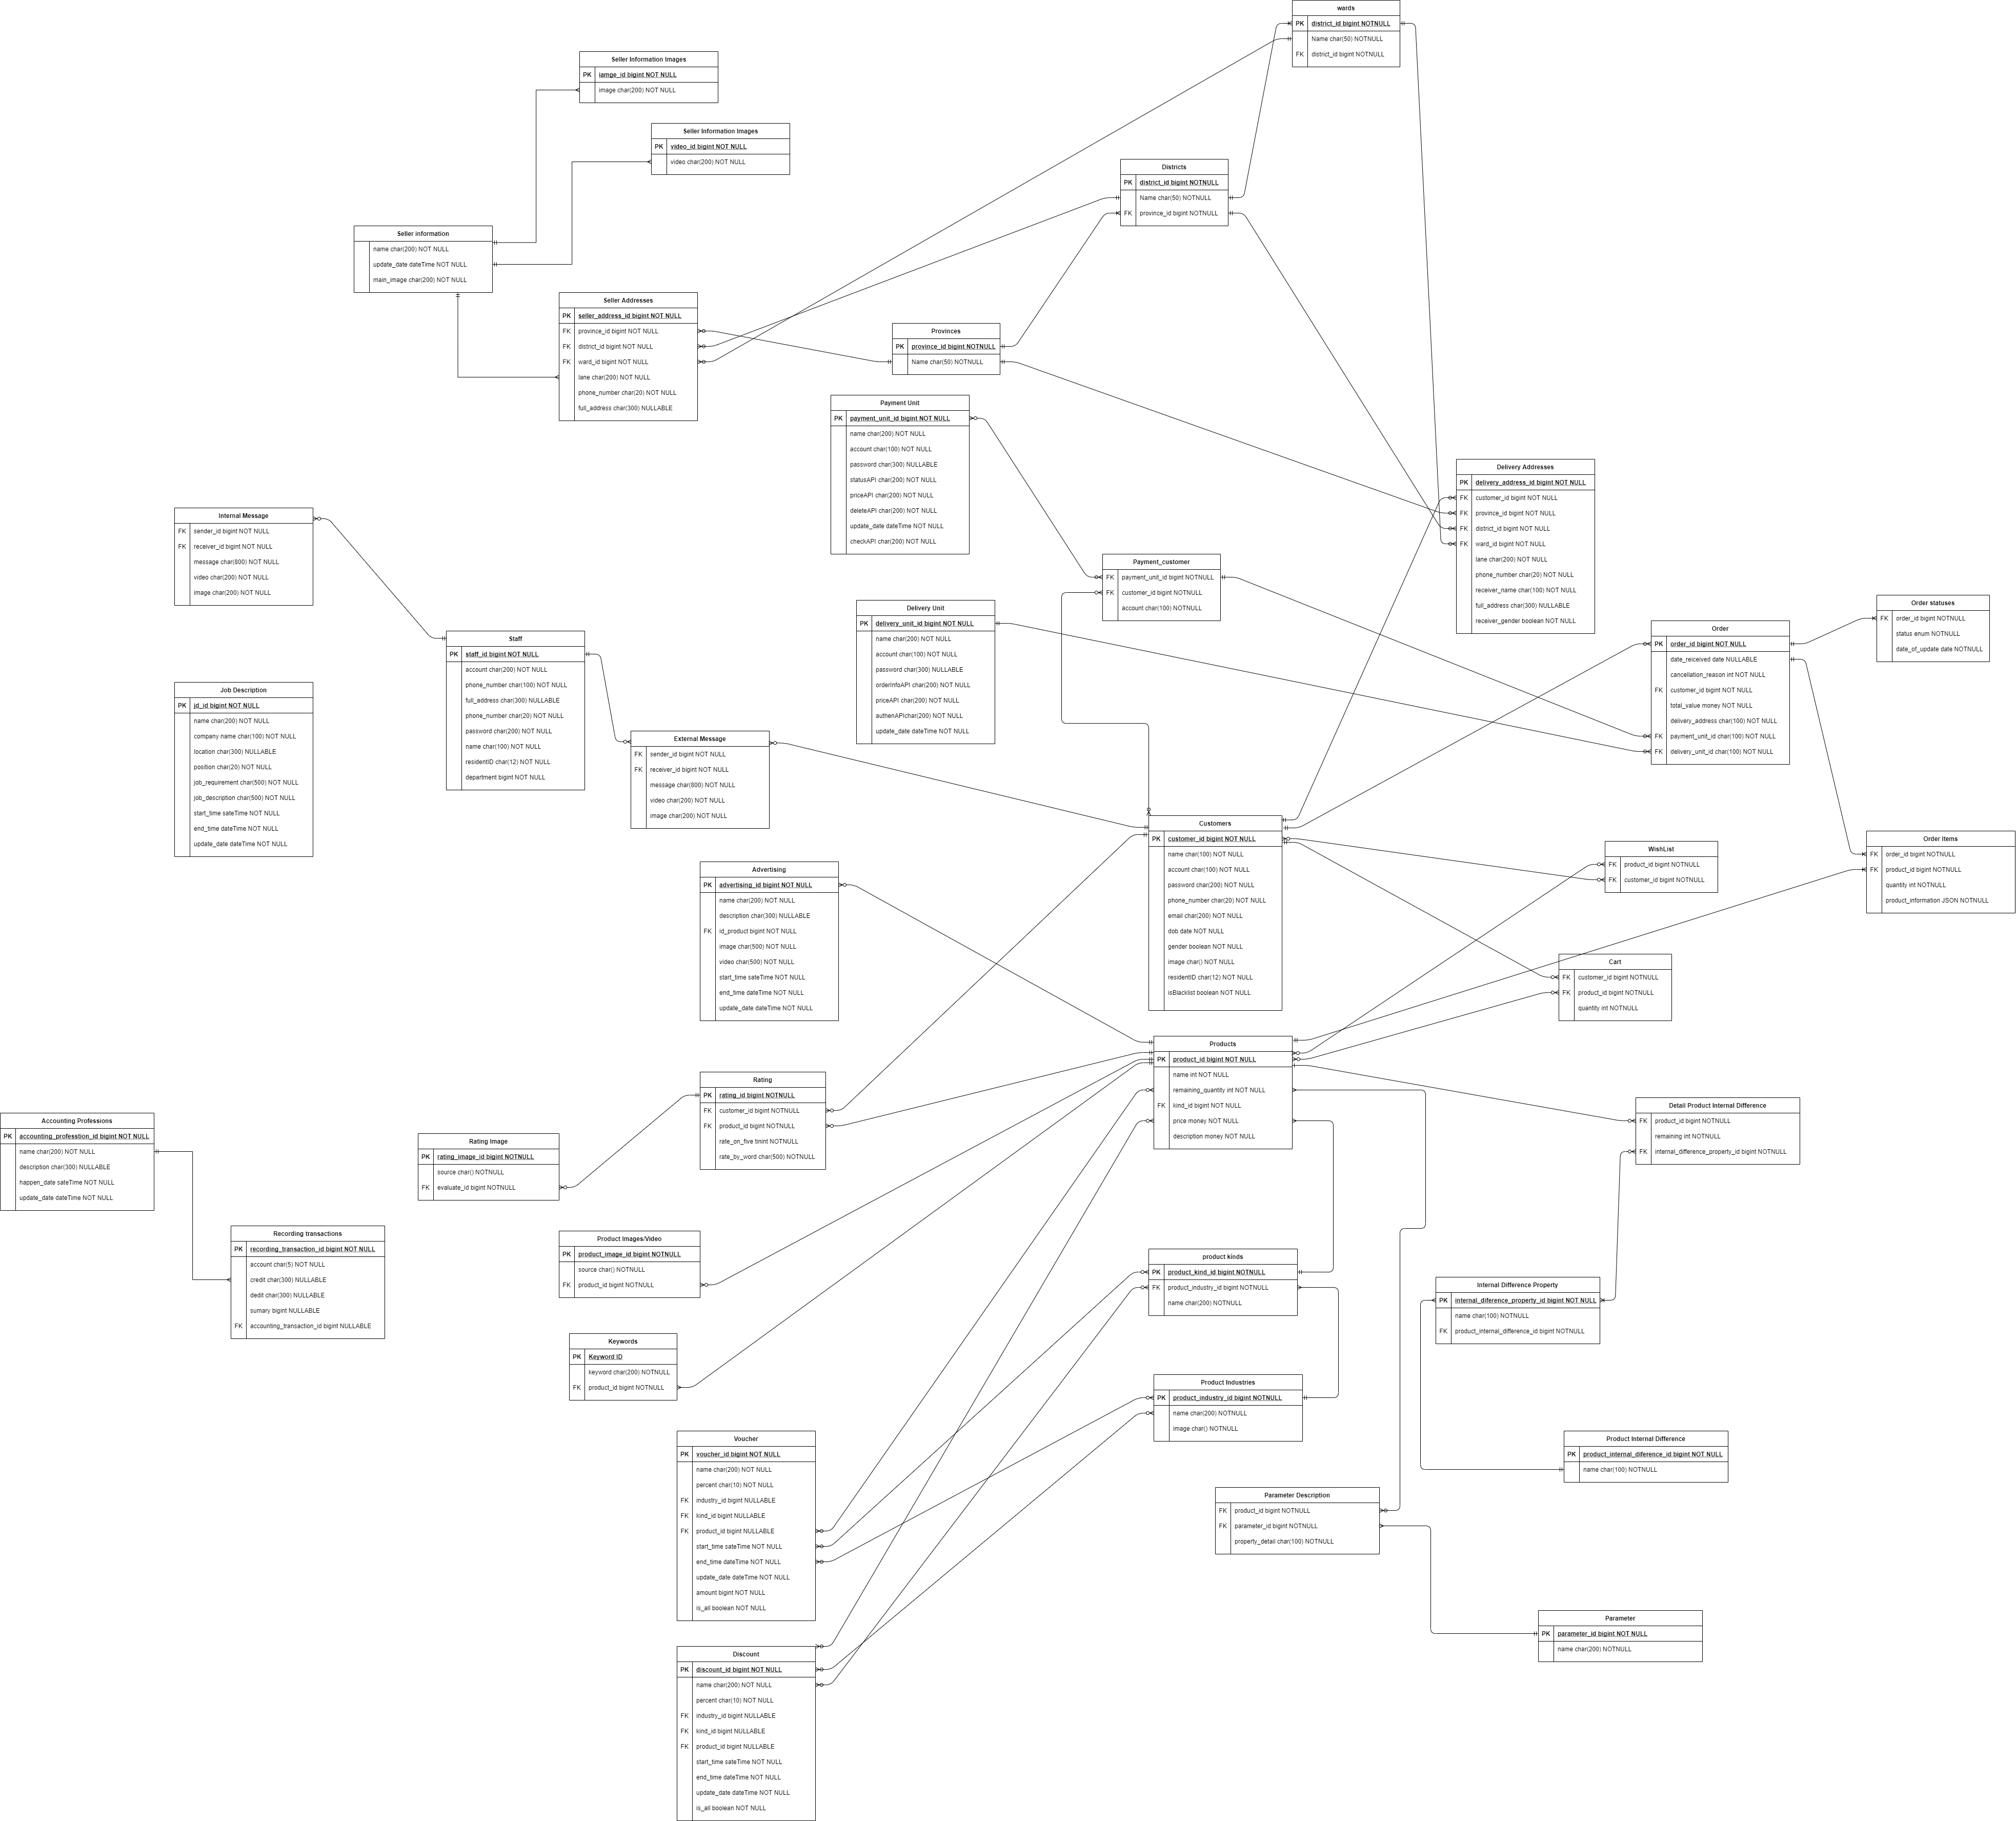 wards
PK district_id bigint NOTNULL
Name char(50) NOTNULL
FK district_id bigint NOTNULL
Seller Information Images
PK iamge_id bigint NOT NULL
image char(200) NOT NULL
Seller Information Images
PK video_id bigint NOT NULL
video char(200) NOT NULL
Districts
PK district_id bigint NOTNULL
Name char(50) NOTNULL
FK province_id bigint NOTNULL
Seller information
name char(200) NOT NULL
update_date dateTime NOT NULL
main_image char(200) NOT NULL
Seller Addresses
PK seller_address_id bigint NOT NULL
FK province_id bigint NOT NULL
FK district_id bigint NOT NULL
FK ward_id bigint NOT NULL
lane char(200) NOT NULL
phone_number char(20) NOT NULL
full_address char(300) NULLABLE
Provinces
PK province_id bigint NOTNULL
Name char(50) NOTNULL
Payment Unit
PK payment_unit_id bigint NOT NULL
name char(200) NOT NULL
account char(100) NOT NULL
password char(300) NULLABLE
statusAPI char(200) NOT NULL
priceAPI char(200) NOT NULL
deleteAPI char(200) NOT NULL
update_date dateTime NOT NULL
checkAPI char(200) NOT NULL
Delivery Addresses
PK delivery_address_id bigint NOT NULL
FK customer_id bigint NOT NULL
FK province_id bigint NOT NULL
FK district_id bigint NOT NULL
FK ward_id bigint NOT NULL
lane char(200) NOT NULL
phone_number char(20) NOT NULL
receiver_name char(100) NOT NULL
full_address char(300) NULLABLE
receiver_gender boolean NOT NULL
Internal Message
FK sender_id bigint NOT NULL
FK receiver_id bigint NOT NULL
message char(800) NOT NULL
video char(200) NOT NULL
image char(200) NOT NULL
Payment_customer
FK payment_unit_id bigint NOTNULL
FK customer_id bigint NOTNULL
account char(100) NOTNULL
Delivery Unit
PK delivery_unit_id bigint NOT NULL
name char(200) NOT NULL
account char(100) NOT NULL
password char(300) NULLABLE
orderInfoAPI char(200) NOT NULL
priceAPI char(200) NOT NULL
authenAPIchar(200) NOT NULL
update_date dateTime NOT NULL
Order statuses
FK order_id bigint NOTNULL
status enum NOTNULL
date_of_update date NOTNULL
Order
PK order_id bigint NOT NULL
date_reiceived date NULLABLE
cancellation_reason int NOT NULL
FK customer_id bigint NOT NULL
total_value money NOT NULL
delivery_address char(100) NOT NULL
FK payment_unit_id char(100) NOT NULL
FK delivery_unit_id char(100) NOT NULL
Staff
PK staff_id bigint NOT NULL
account char(200) NOT NULL
phone_number char(100) NOT NULL
full_address char(300) NULLABLE
phone_number char(20) NOT NULL
password char(200) NOT NULL
name char(100) NOT NULL
residentID char(12) NOT NULL
department bigint NOT NULL
Job Description
PK jd_id bigint NOT NULL
name char(200) NOT NULL
company name char(100) NOT NULL
location char(300) NULLABLE
position char(20) NOT NULL
job_requirement char(500) NOT NULL
job_description char(500) NOT NULL
start_time sateTime NOT NULL
end_time dateTime NOT NULL
update_date dateTime NOT NULL
External Message
FK sender_id bigint NOT NULL
FK receiver_id bigint NOT NULL
message char(800) NOT NULL
video char(200) NOT NULL
image char(200) NOT NULL
Customers
PK customer_id bigint NOT NULL
name char(100) NOT NULL
account char(100) NOT NULL
password char(200) NOT NULL
phone_number char(20) NOT NULL
email char(200) NOT NULL
dob date NOT NULL
gender boolean NOT NULL
image char() NOT NULL
residentID char(12) NOT NULL
isBlacklist boolean NOT NULL
Order items
FK order_id bigint NOTNULL
FK product_id bigint NOTNULL
quantity int NOTNULL
product_information JSON NOTNULL
WishList
FK product_id bigint NOTNULL
FK customer_id bigint NOTNULL
Advertising
PK advertising_id bigint NOT NULL
name char(200) NOT NULL
description char(300) NULLABLE
FK id_product bigint NOT NULL
image char(500) NOT NULL
video char(500) NOT NULL
start_time sateTime NOT NULL
end_time dateTime NOT NULL
update_date dateTime NOT NULL
Cart
FK customer_id bigint NOTNULL
FK product_id bigint NOTNULL
quantity int NOTNULL
Products
PK product_id bigint NOT NULL
name int NOT NULL
remaining_quantity int NOT NULL
FK kind_id bigint NOT NULL
price money NOT NULL
description money NOT NULL
Rating
PK rating_id bigint NOTNULL
FK customer_id bigint NOTNULL
FK product_id bigint NOTNULL
rate_on_five tinint NOTNULL
rate_by_word char(500) NOTNULL
Detail Product Internal Difference
FK product_id bigint NOTNULL
remaining int NOTNULL
FK internal_difference_property_id bigint NOTNULL
Accounting Professions
PK accounting_professtion_id bigint NOT NULL
name char(200) NOT NULL
description char(300) NULLABLE
happen_date sateTime NOT NULL
update_date dateTime NOT NULL
Rating Image
PK rating_image_id bigint NOTNULL
source char() NOTNULL
FK evaluate_id bigint NOTNULL
Recording transactions
PK recording_transaction_id bigint NOT NULL
account char(5) NOT NULL
credit char(300) NULLABLE
dedit char(300) NULLABLE
sumary bigint NULLABLE
FK accounting_transaction_id bigint NULLABLE
Product Images/Video
PK product_image_id bigint NOTNULL
source char() NOTNULL
FK product_id bigint NOTNULL
product kinds
PK product_kind_id bigint NOTNULL
FK product_industry_id bigint NOTNULL
name char(200) NOTNULL
Internal Difference Property
PK internal_diference_property_id bigint NOT NULL
name char(100) NOTNULL
FK product_internal_difference_id bigint NOTNULL
Keywords
PK Keyword ID
keyword char(200) NOTNULL
FK product_id bigint NOTNULL
Product Industries
PK product_industry_id bigint NOTNULL
name char(200) NOTNULL
image char() NOTNULL
Voucher
PK voucher_id bigint NOT NULL
name char(200) NOT NULL
percent char(10) NOT NULL
FK industry_id bigint NULLABLE
FK kind_id bigint NULLABLE
FK product_id bigint NULLABLE
start_time sateTime NOT NULL
end_time dateTime NOT NULL
update_date dateTime NOT NULL
amount bigint NOT NULL
is_all boolean NOT NULL
Product Internal Difference
PK product_internal_diference_id bigint NOT NULL
name char(100) NOTNULL
Parameter Description
FK product_id bigint NOTNULL
FK parameter_id bigint NOTNULL
property_detail char(100) NOTNULL
Parameter
PK parameter_id bigint NOT NULL
name char(200) NOTNULL
Discount
PK discount_id bigint NOT NULL
name char(200) NOT NULL
percent char(10) NOT NULL
FK industry_id bigint NULLABLE
FK kind_id bigint NULLABLE
FK product_id bigint NULLABLE
start_time sateTime NOT NULL
end_time dateTime NOT NULL
update_date dateTime NOT NULL
is_all boolean NOT NULL